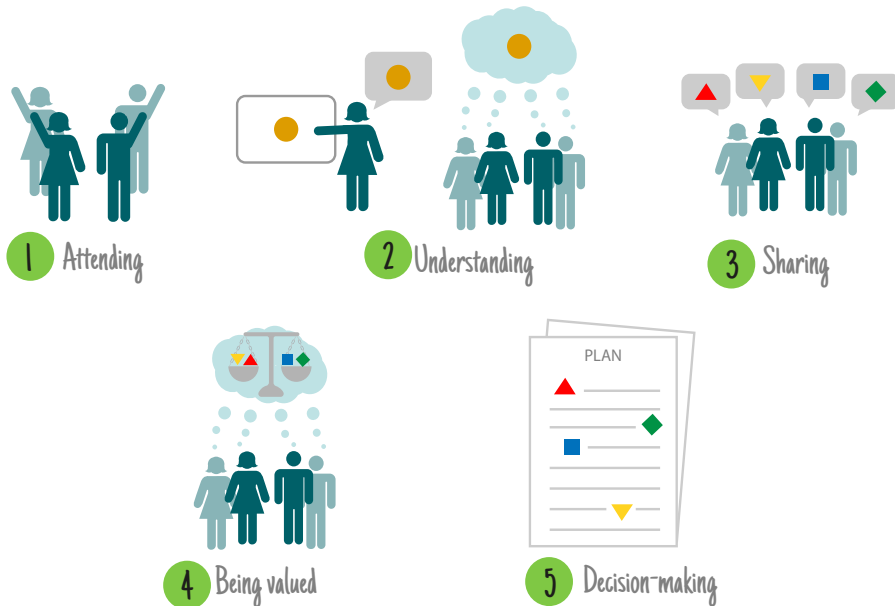 1 Attending
2 Understanding
3 Sharing
PLAN
4 Being valued
5 Decision-making